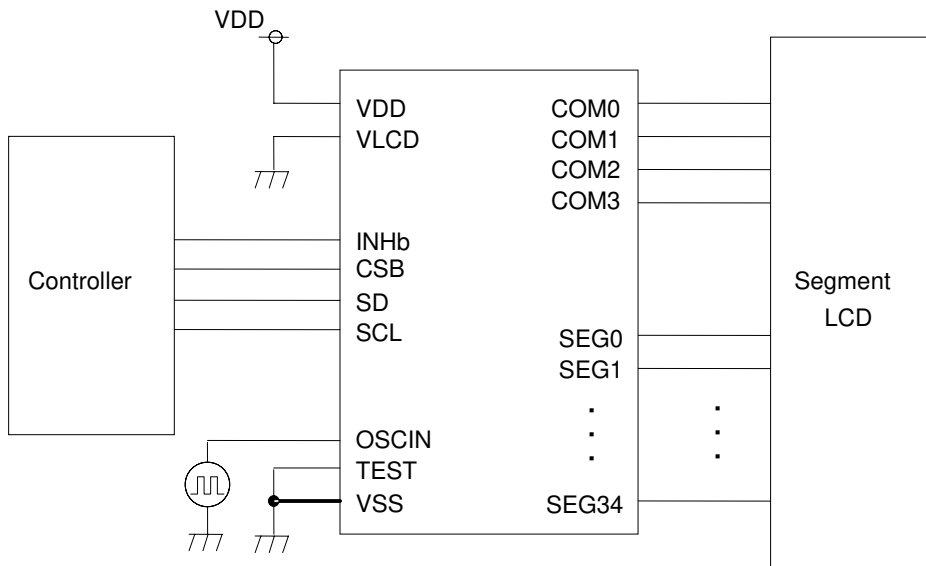 VDD
VDD
VLCD
INHb
CSB
SD
SCL
OSCIN
TEST
VSS
COM0
COM1
COM2
COM3
SEG0
SEG1
SEG34
Controller
Segment
LCD